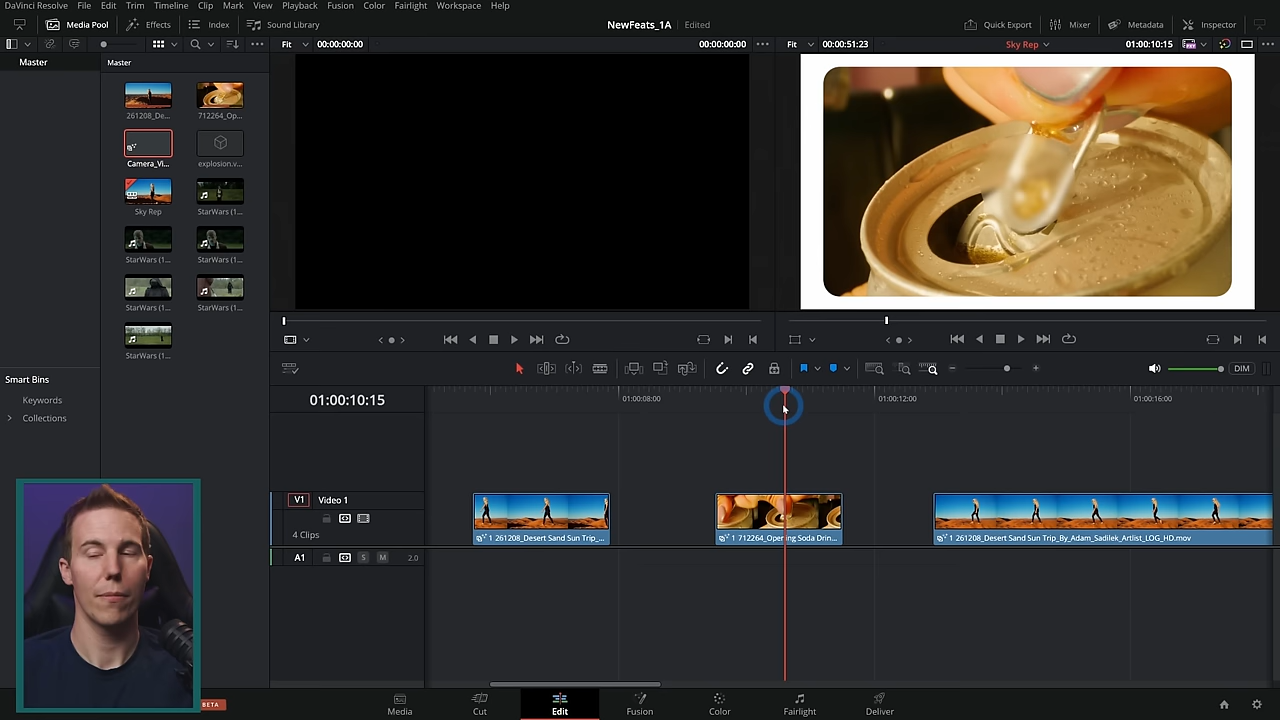 DaVinci Resolve File Edit Trim Timeline Clip Mark View Playback Fusion Color Fairlight Workspace Help
Media Pool Effects Index Sound Library NewFeats_1A Edited Quick Export Mixer Metadata Inspector
Fit 00:00:00:00 00:00:00:00 Fit 00:00:51:23 Sky Rep 01:00:10:15
Master Master
261208_De... 712264_Op...
Camera_Vi... explosion.v...
Sky Rep StarWars (1...
StarWars (1... StarWars (1...
StarWars (1... StarWars (1...
StarWars (1...
Smart Bins
Keywords
Collections
DIM
01:00:10:15 01:00:08:00 01:00:12:00 01:00:16:00
V1 Video 1
4 Clips
1 261208_Desert Sand Sun Trip_... 1 712264_Opening Soda Drin... 1 261208_Desert Sand Sun Trip_By_Adam_Sadilek_Artlist_LOG_HD.mov
A1 S M 2.0
BETA
Media Cut Edit Fusion Color Fairlight Deliver